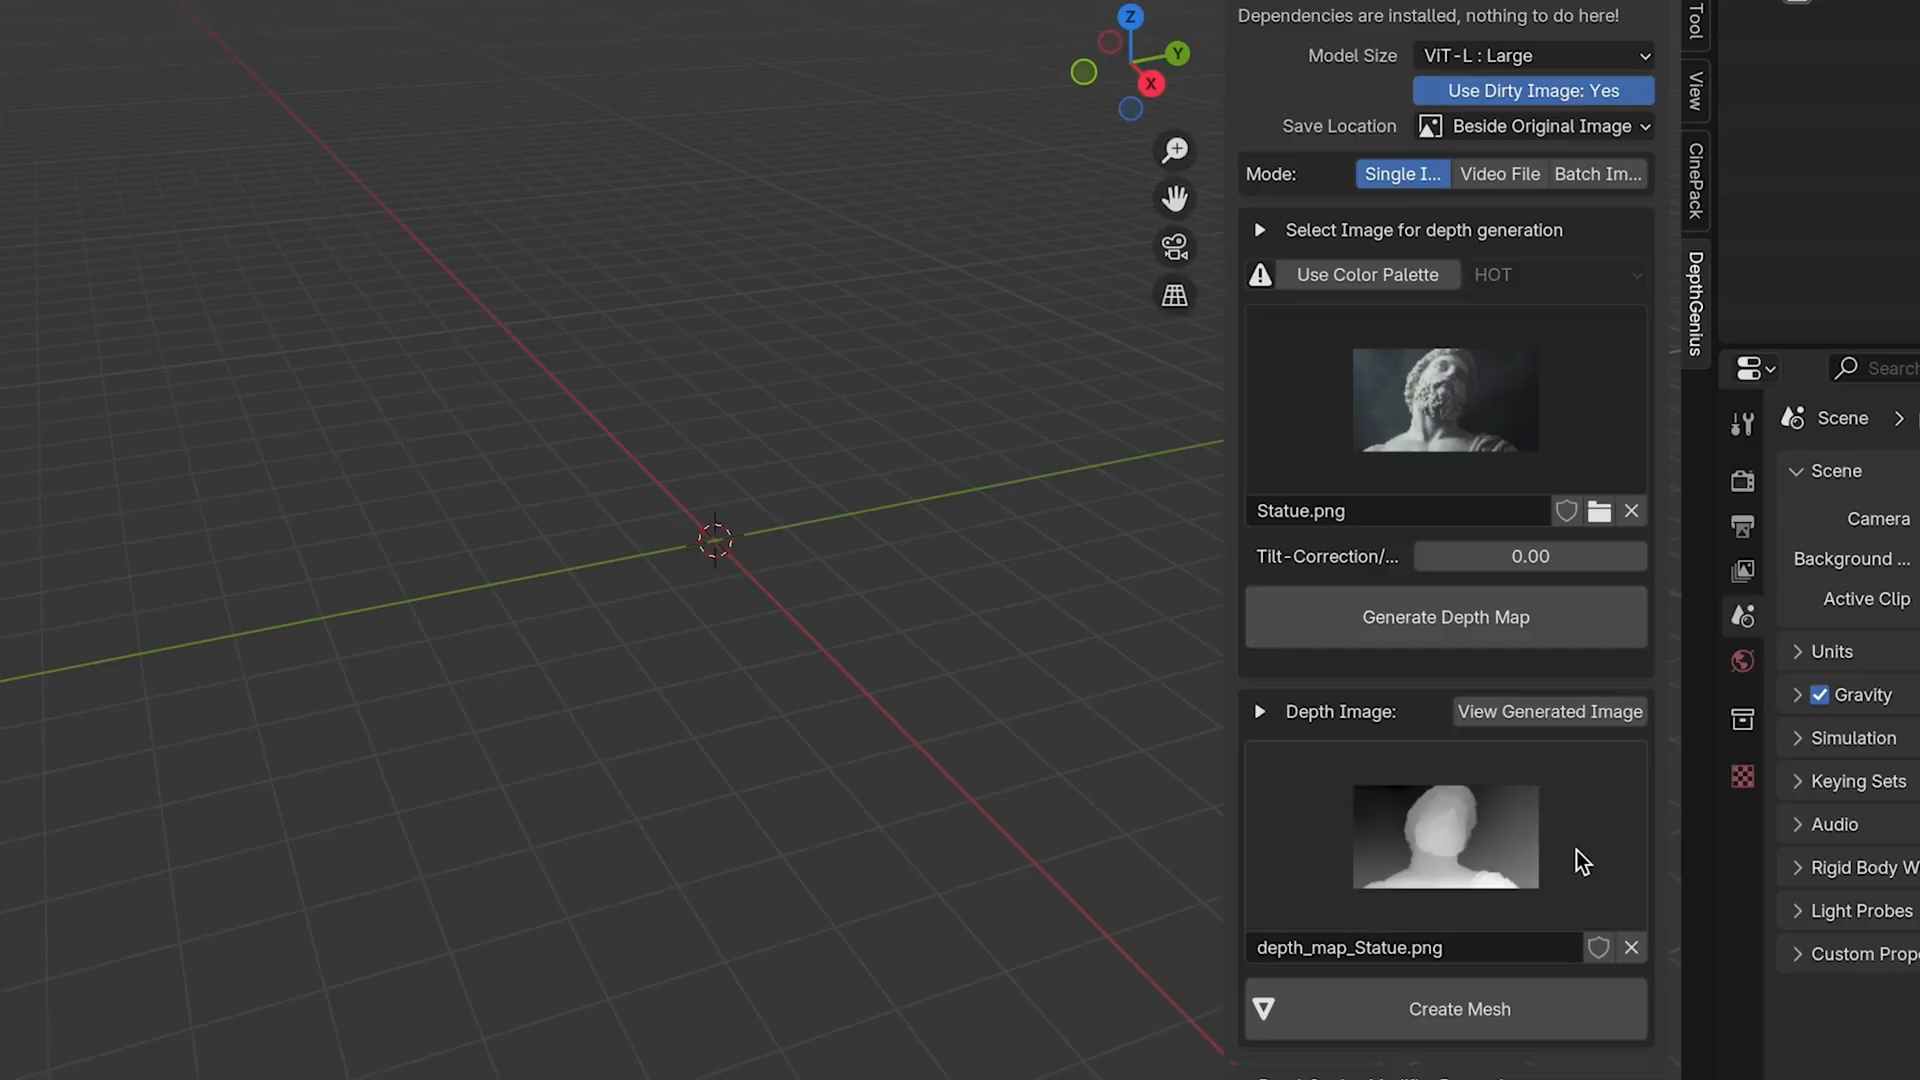 Dependencies are installed, nothing to do here!
Model Size ViT-L : Large
Use Dirty Image: Yes
Save Location Beside Original Image
Mode: Single I... Video File Batch Im...
Select Image for depth generation
Use Color Palette HOT
Statue.png
Tilt-Correction/... 0.00
Generate Depth Map
Depth Image: View Generated Image
depth_map_Statue.png
Create Mesh
Z
Y
X
Tool
View
CinePack
DepthGenius
Search
Scene
Scene
Camera
Background ...
Active Clip
Units
Gravity
Simulation
Keying Sets
Audio
Rigid Body W
Light Probes
Custom Prop